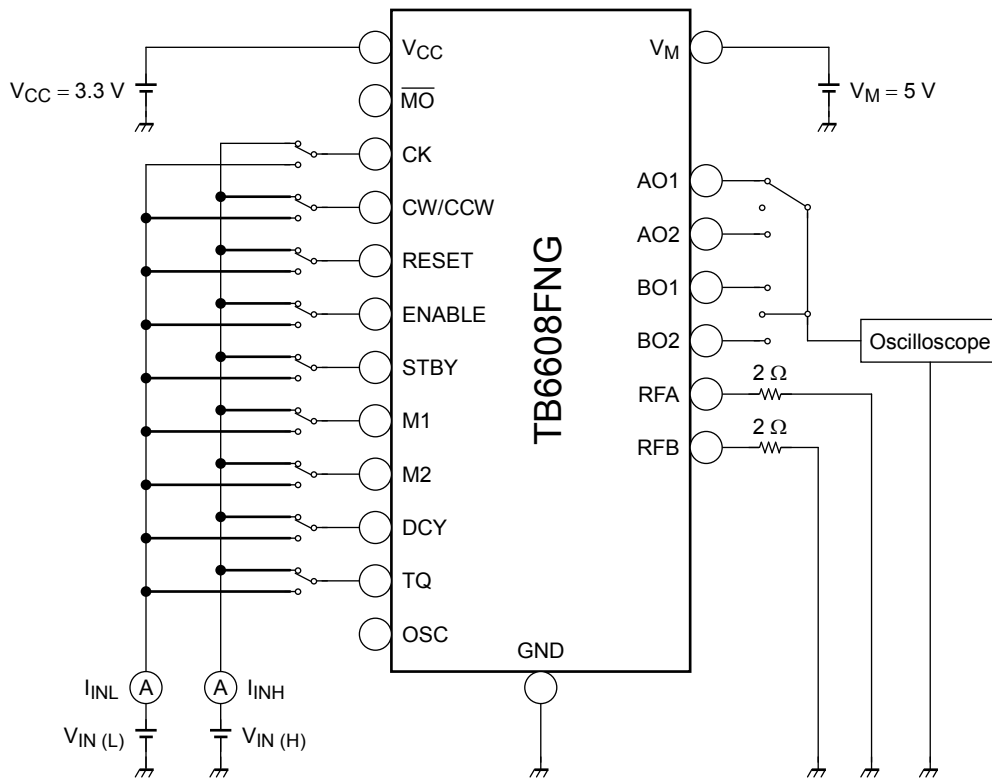 V_CC
V_M
V_CC = 3.3 V
V_M = 5 V
M̅O̅
CK
AO1
CW/CCW
AO2
RESET
BO1
ENABLE
BO2
Oscilloscope
STBY
RFA
2 Ω
M1
RFB
2 Ω
M2
DCY
TQ
OSC
TB6608FNG
GND
I_INL
A
A
I_INH
V_IN (L)
V_IN (H)